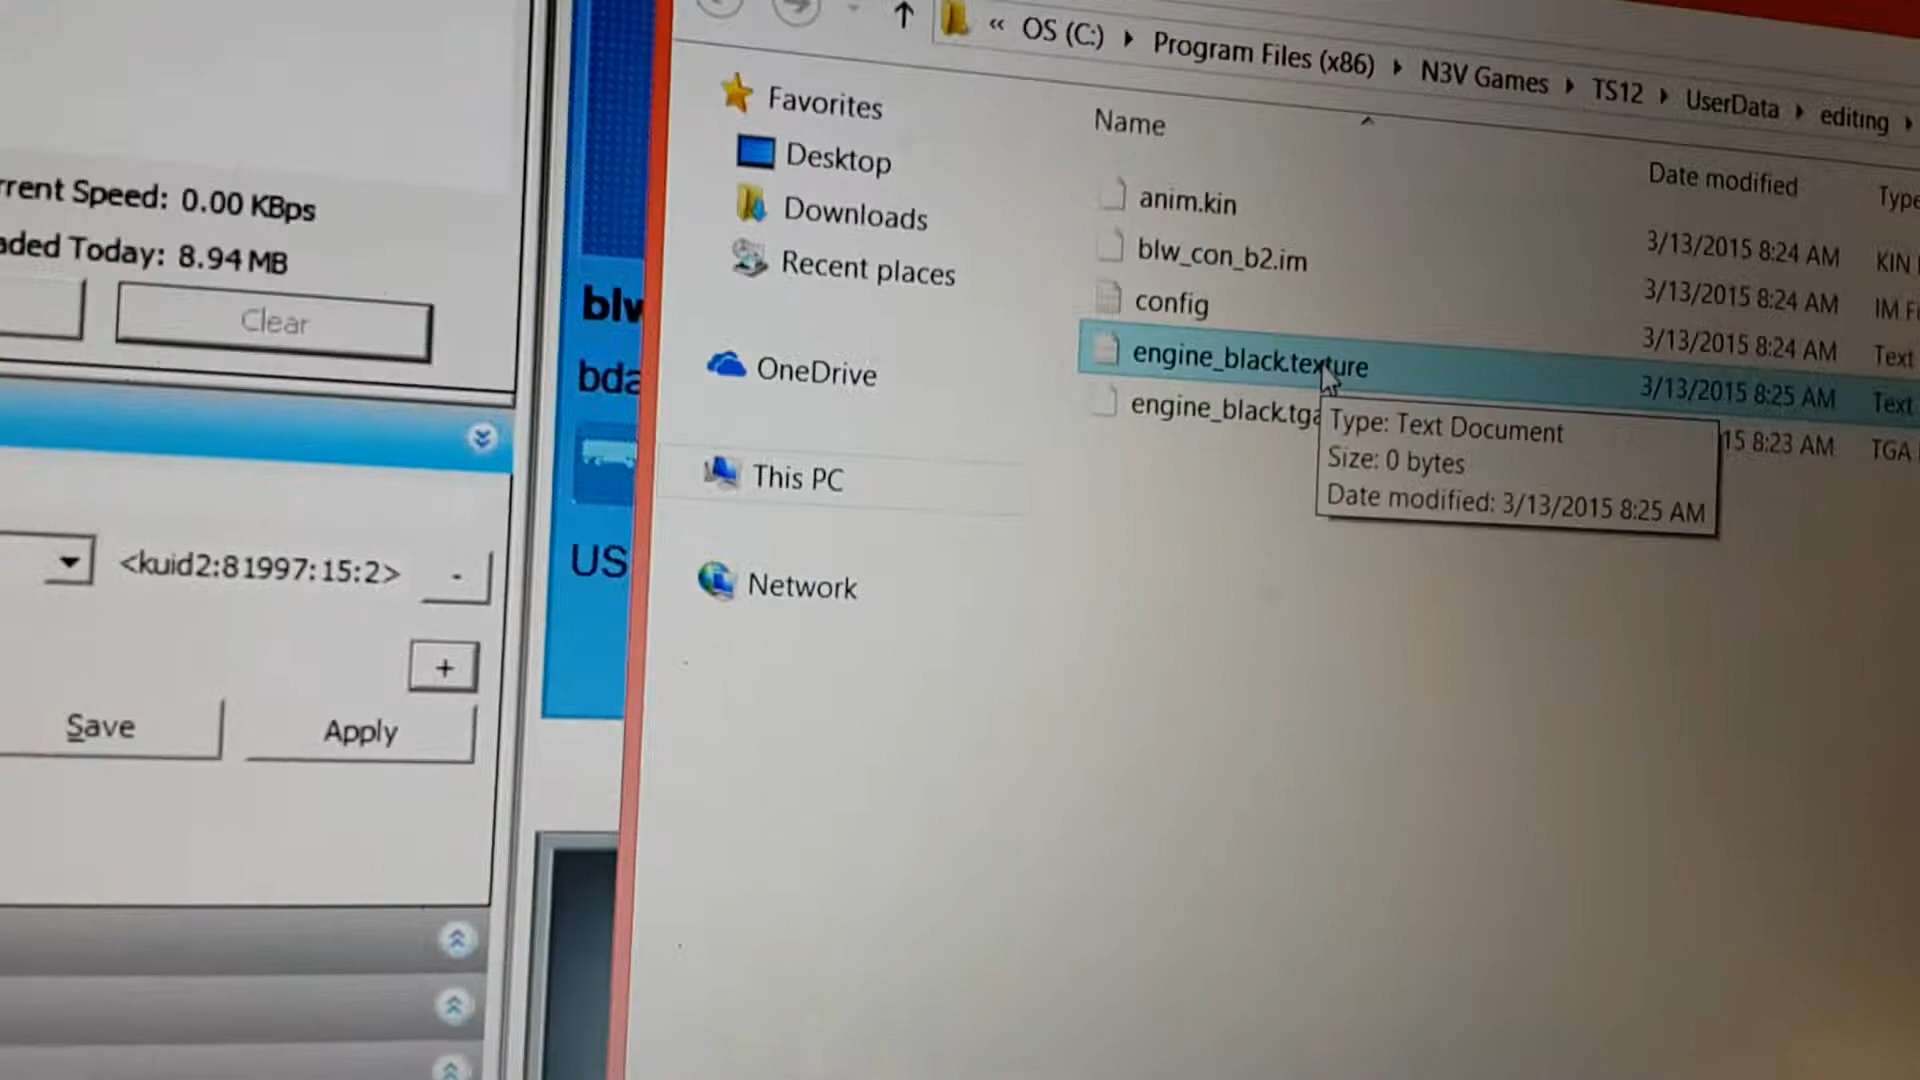 rrent Speed: 0.00 KBps
aded Today: 8.94 MB
Clear
<kuid2:81997:15:2>
-
+
Save
Apply
blw
bda
US
« OS (C:) Program Files (x86) N3V Games TS12 UserData editing
Favorites
Desktop
Downloads
Recent places
OneDrive
This PC
Network
Name Date modified Type
anim.kin 3/13/2015 8:24 AM KIN
blw_con_b2.im 3/13/2015 8:24 AM IM Fi
config 3/13/2015 8:24 AM Text
engine_black.texture 3/13/2015 8:25 AM Text
engine_black.tga 15 8:23 AM TGA
Type: Text Document
Size: 0 bytes
Date modified: 3/13/2015 8:25 AM